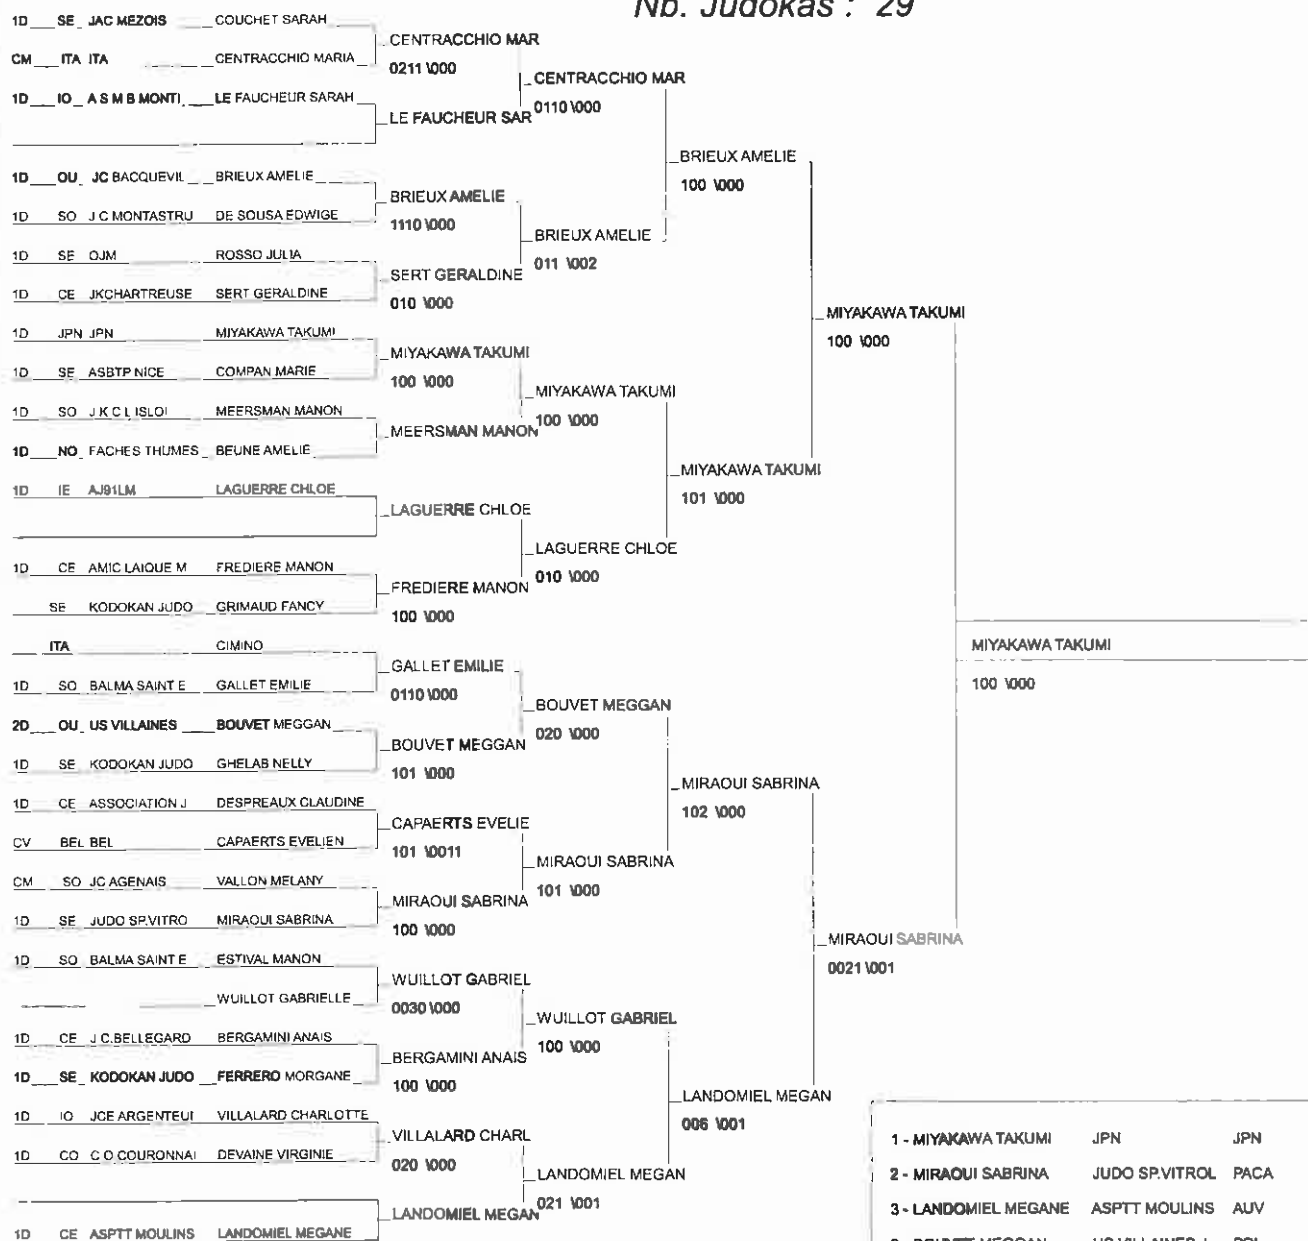 Nb. Judokas : 29
1D SE JAC MEZOIS COUCHET SARAH
CENTRACCHIO MAR
CM ITA ITA CENTRACCHIO MARIA
0211 \000
CENTRACCHIO MAR
1D IO A S M B MONTI LE FAUCHEUR SARAH
0110 \000
LE FAUCHEUR SAR
BRIEUX AMELIE
1D OU JC BACQUEVIL BRIEUX AMELIE
100 \000
BRIEUX AMELIE
1D SO J C MONTASTRU DE SOUSA EDWIGE
1110 \000
BRIEUX AMELIE
1D SE OJM ROSSO JULIA
011 \002
SERT GERALDINE
1D CE JKCHARTREUSE SERT GERALDINE
010 \000
MIYAKAWA TAKUMI
1D JPN JPN MIYAKAWA TAKUMI
100 \000
MIYAKAWA TAKUMI
1D SE ASBTP NICE COMPAN MARIE
100 \000
MIYAKAWA TAKUMI
1D SO J K C L ISLOI MEERSMAN MANON
100 \000
MEERSMAN MANON
1D NO FACHES THUMES BEUNE AMELIE
MIYAKAWA TAKUMI
1D IE AJ91LM LAGUERRE CHLOE
101 \000
LAGUERRE CHLOE
LAGUERRE CHLOE
1D CE AMIC LAIQUE M FREDIERE MANON
010 \000
FREDIERE MANON
SE KODOKAN JUDO GRIMAUD FANCY
100 \000
ITA CIMINO
MIYAKAWA TAKUMI
GALLET EMILIE
1D SO BALMA SAINT E GALLET EMILIE
100 \000
0110 \000
BOUVET MEGGAN
2D OU US VILLAINES BOUVET MEGGAN
020 \000
BOUVET MEGGAN
1D SE KODOKAN JUDO GHELAB NELLY
101 \000
MIRAOUI SABRINA
1D CE ASSOCIATION J DESPREAUX CLAUDINE
102 \000
CAPAERTS EVELIE
CV BEL BEL CAPAERTS EVELIEN
101 \0011
MIRAOUI SABRINA
CM SO JC AGENAIS VALLON MELANY
101 \000
MIRAOUI SABRINA
1D SE JUDO SP.VITRO MIRAOUI SABRINA
100 \000
MIRAOUI SABRINA
1D SO BALMA SAINT E ESTIVAL MANON
0021 \001
WUILLOT GABRIEL
WUILLOT GABRIELLE
0030 \000
WUILLOT GABRIEL
1D CE J C.BELLEGARD BERGAMINI ANAIS
100 \000
BERGAMINI ANAIS
1D SE KODOKAN JUDO FERRERO MORGANE
100 \000
LANDOMIEL MEGAN
1D IO JCE ARGENTEUI VILLALARD CHARLOTTE
006 \001
VILLALARD CHARL
1 - MIYAKAWA TAKUMI JPN JPN
1D CO C O COURONNAI DEVAINE VIRGINIE
020 \000
LANDOMIEL MEGAN
2 - MIRAOUI SABRINA JUDO SP.VITROL PACA
021 \001
LANDOMIEL MEGAN
3 - LANDOMIEL MEGANE ASPTT MOULINS AUV
1D CE ASPTT MOULINS LANDOMIEL MEGANE